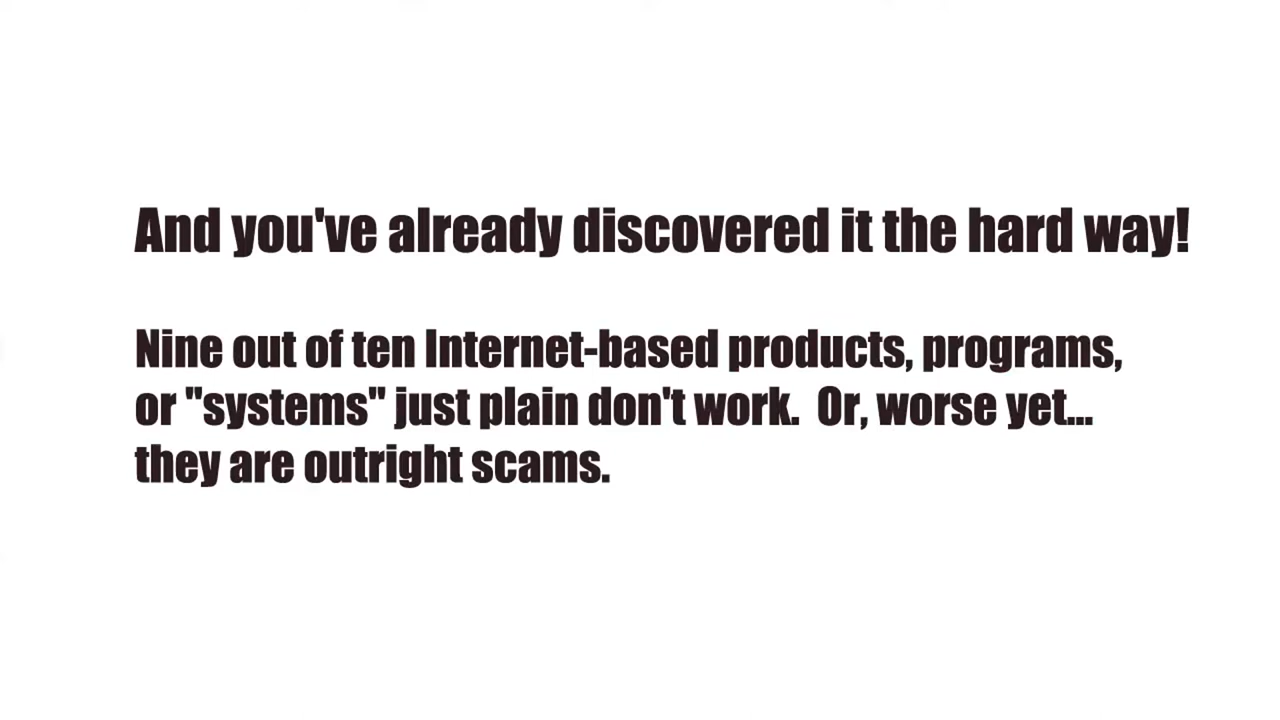 And you've already discovered it the hard way!
Nine out of ten Internet-based products, programs,
or "systems" just plain don't work.  Or, worse yet...
they are outright scams.